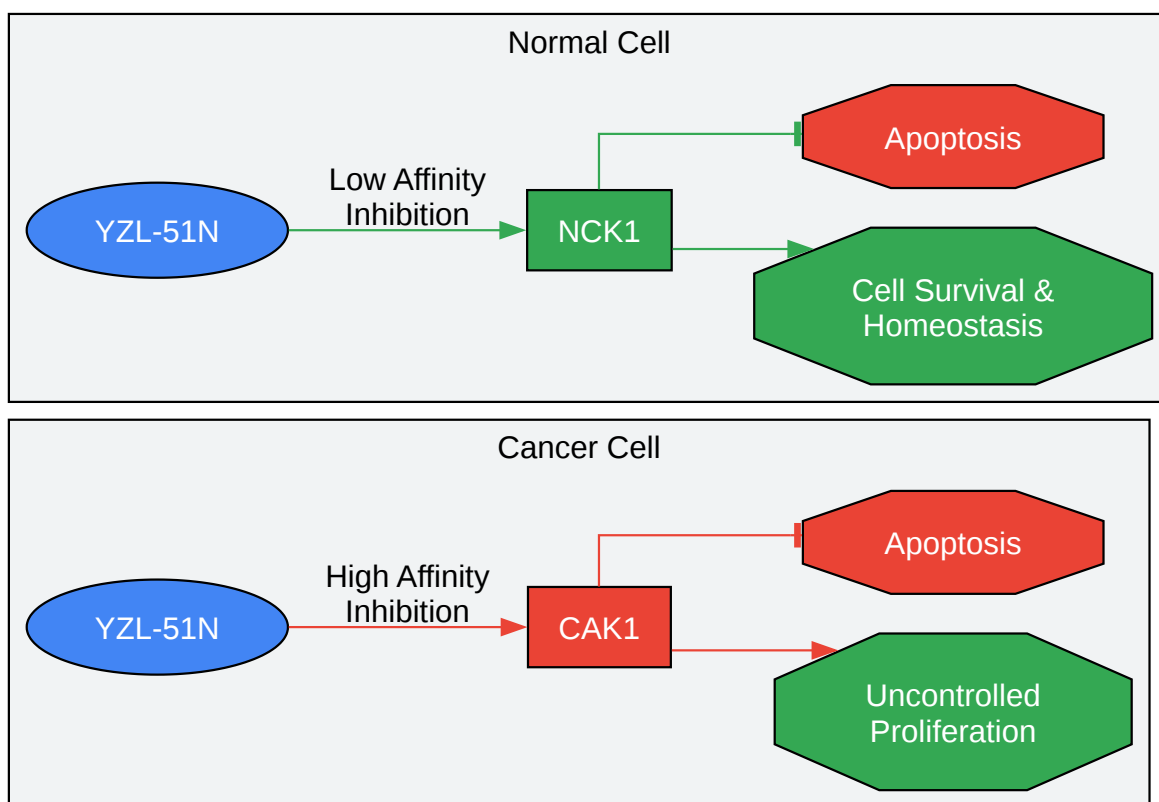 Normal Cell
YZL-51N
Low Affinity
Inhibition
NCK1
Apoptosis
Cell Survival &
Homeostasis
Cancer Cell
YZL-51N
High Affinity
Inhibition
CAK1
Apoptosis
Uncontrolled
Proliferation